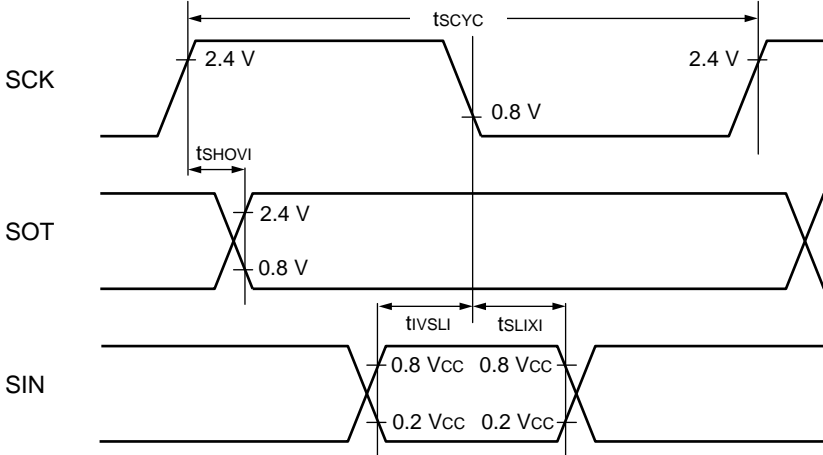 tSCYC
SCK
2.4 V
2.4 V
0.8 V
tSHOVI
SOT
2.4 V
0.8 V
tIVSLI
tSLIXI
SIN
0.8 VCC
0.8 VCC
0.2 VCC
0.2 VCC